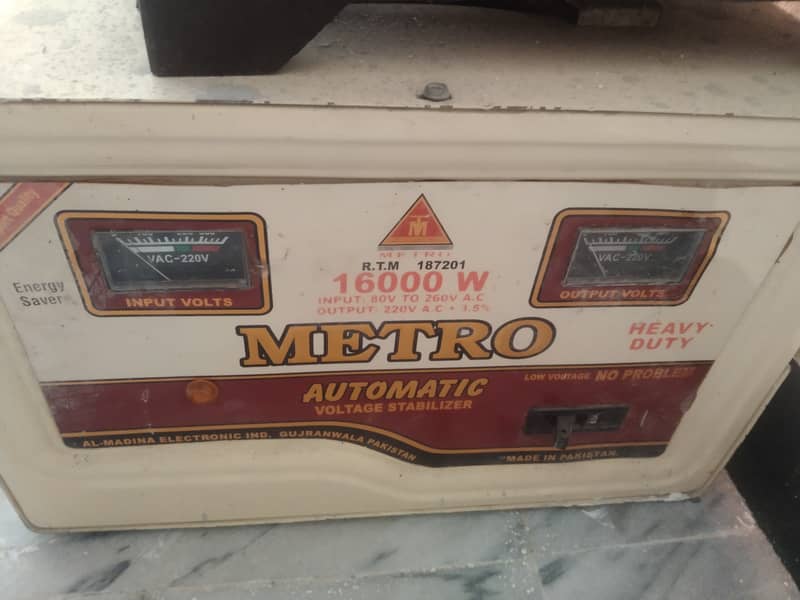 Quality
METRO
R.T.M 187201
16000 W
INPUT: 80V TO 260V A.C
OUTPUT: 220V A.C + 1.5%
VAC-220V
INPUT VOLTS
VAC-220V
OUTPUT VOLTS
Energy
Saver
METRO
HEAVY
DUTY
AUTOMATIC
VOLTAGE STABILIZER
LOW VOLTAGE NO PROBLEM
AL-MADINA ELECTRONIC IND. GUJRANWALA PAKISTAN
MADE IN PAKISTAN.